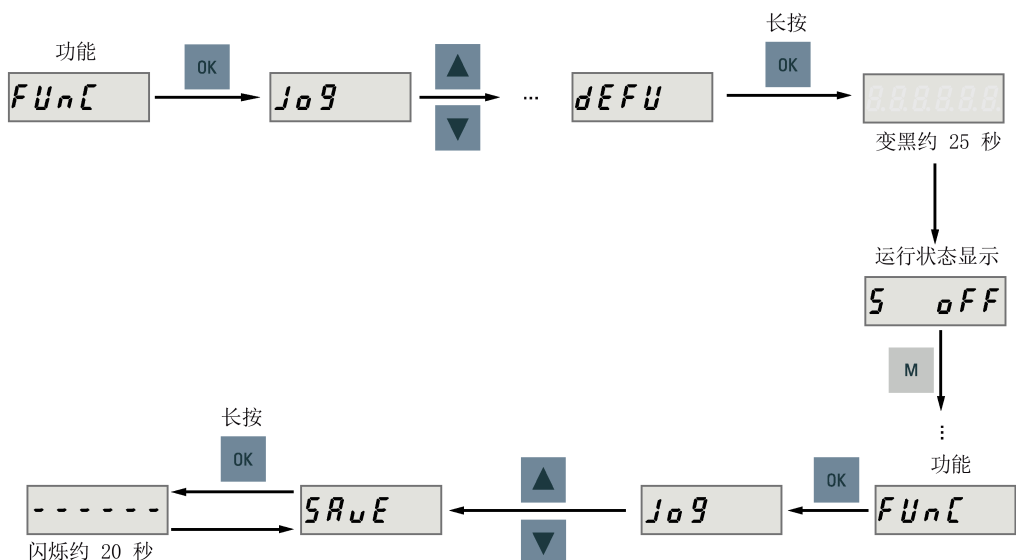 功能
FUnC
OK
Jog
...
dEFU
长按
OK
8.8.8.8.8.8.
变黑约 25 秒
运行状态显示
S oFF
M
...
功能
FUnC
OK
Jog
SAvE
长按
OK
- - - - - -
闪烁约 20 秒